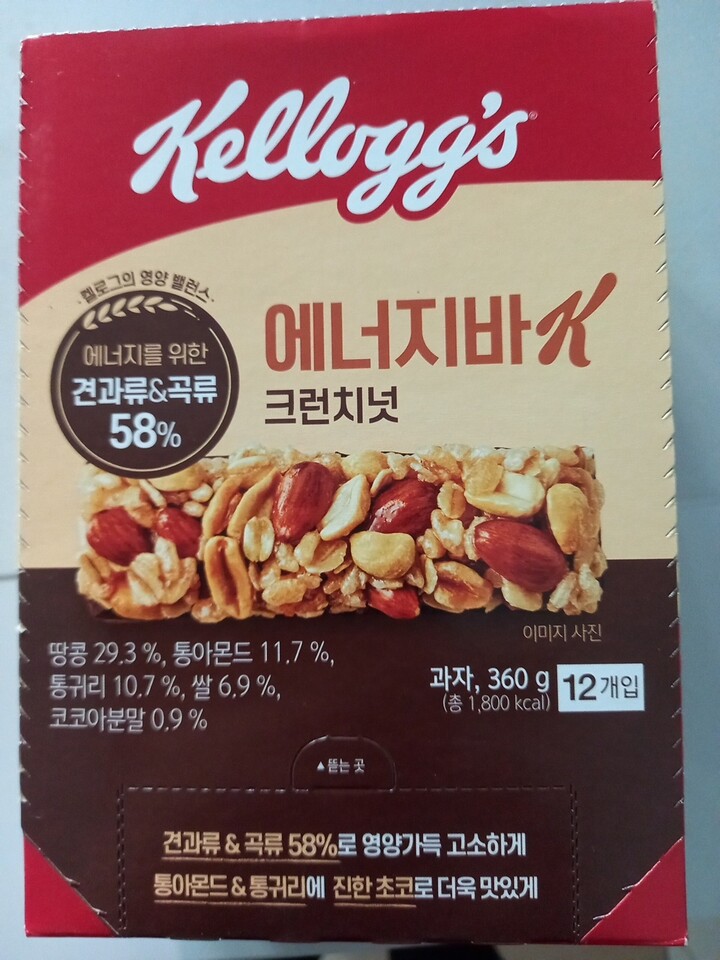 Kellogg's
켈로그의 영양 밸런스
에너지를 위한
견과류&곡류
58%
에너지바K
크런치넛
이미지 사진
땅콩 29.3 %, 통아몬드 11.7 %,
통귀리 10.7 %, 쌀 6.9 %,
코코아분말 0.9 %
과자, 360 g
(총 1,800 kcal)
12개입
▲뜯는 곳
견과류 & 곡류 58%로 영양가득 고소하게
통아몬드 & 통귀리에 진한 초코로 더욱 맛있게